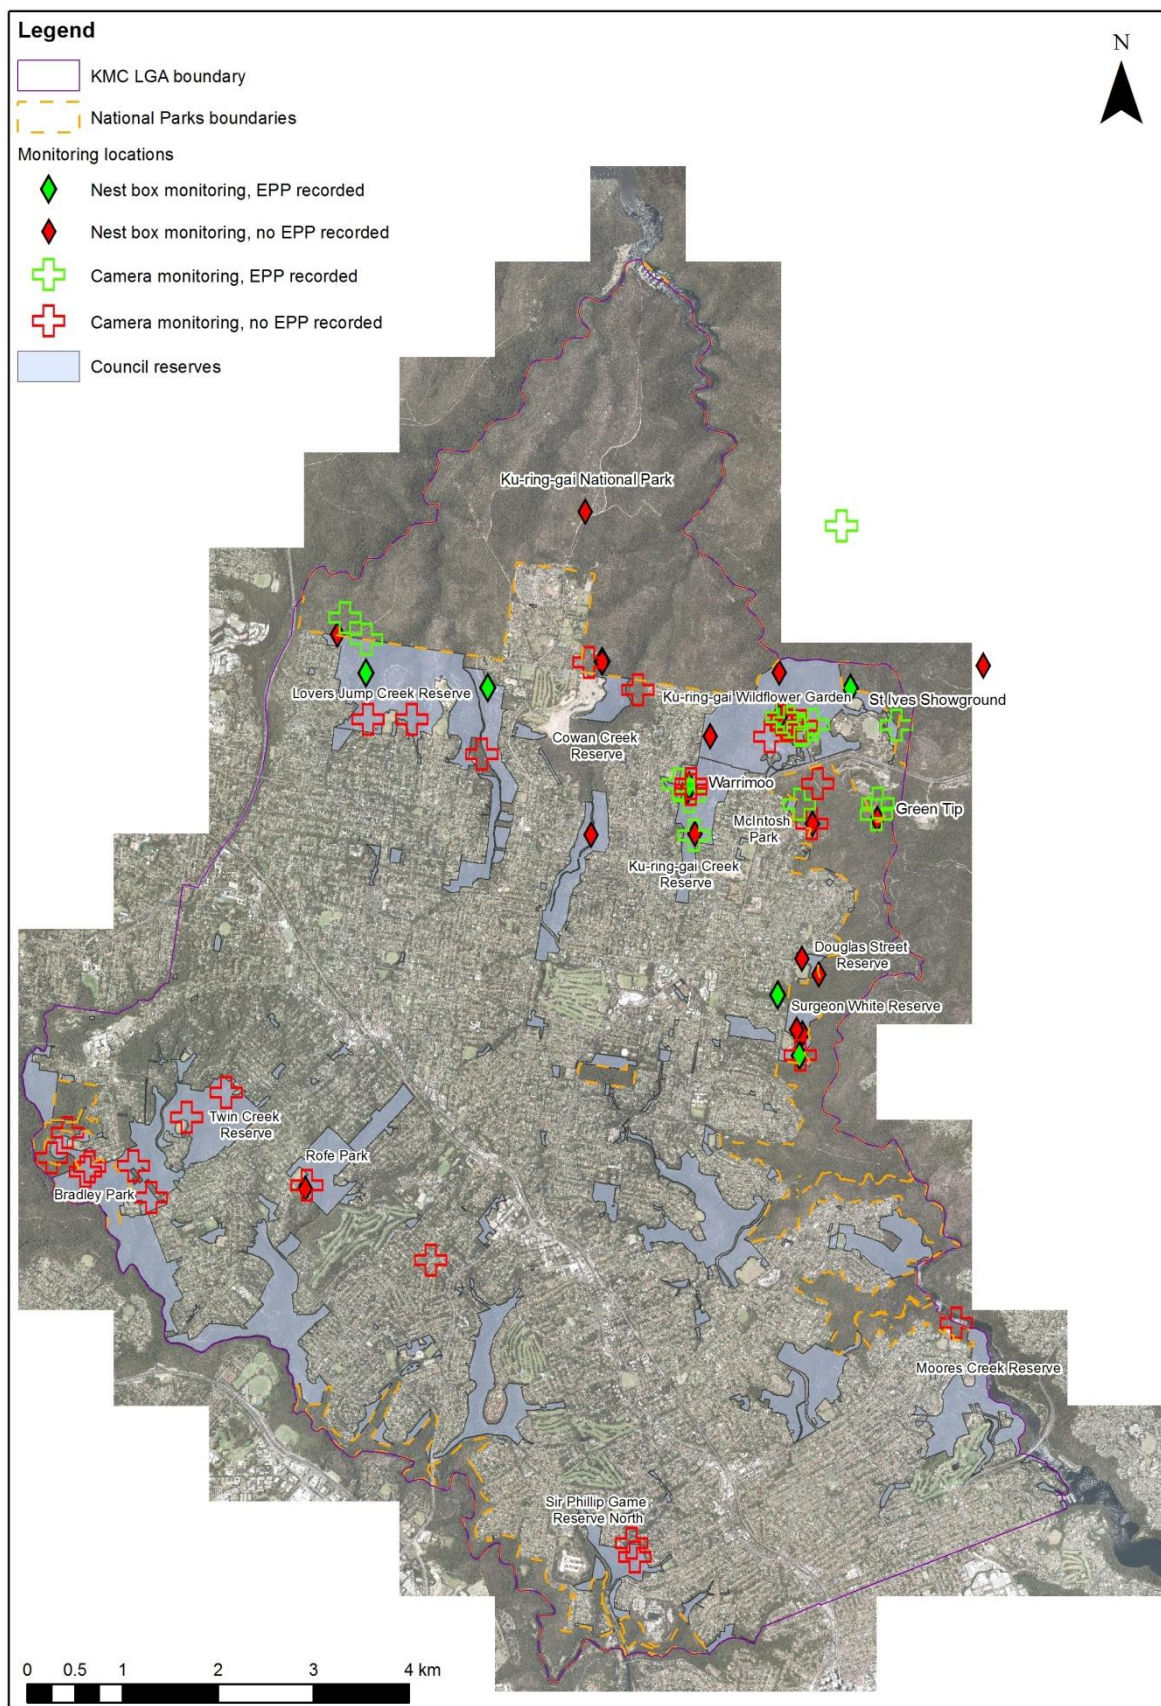 Legend
KMC LGA boundary
National Parks boundaries
Monitoring locations
Nest box monitoring, EPP recorded
Nest box monitoring, no EPP recorded
Camera monitoring, EPP recorded
Camera monitoring, no EPP recorded
Council reserves
N
Ku-ring-gai National Park
Lovers Jump Creek Reserve
Ku-ring-gai Wildflower Garden
St Ives Showground
Cowan Creek
Reserve
Warrimoo
McIntosh
Park
Green Tip
Ku-ring-gai Creek
Reserve
Douglas Street
Reserve
Surgeon White Reserve
Twin Creek
Reserve
Rofe Park
Bradley Park
Moores Creek Reserve
Sir Phillip Game
Reserve North
0 0.5 1 2 3 4 km